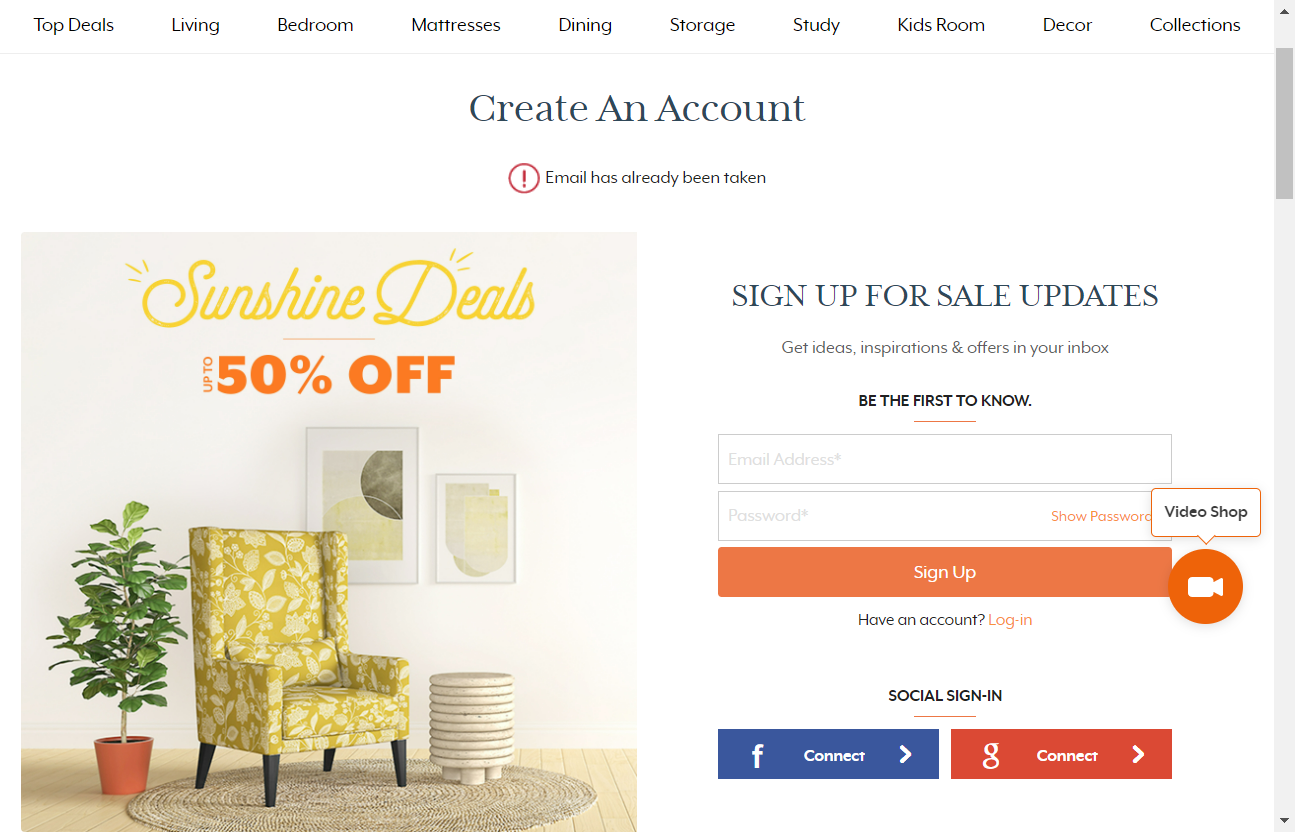 Top Deals Living Bedroom Mattresses Dining Storage Study Kids Room Decor Collections
Create An Account
Email has already been taken
Sunshine Deals
UP TO 50% OFF
SIGN UP FOR SALE UPDATES
Get ideas, inspirations & offers in your inbox
BE THE FIRST TO KNOW.
Email Address*
Password* Show Password
Video Shop
Sign Up
Have an account? Log-in
SOCIAL SIGN-IN
f Connect g Connect